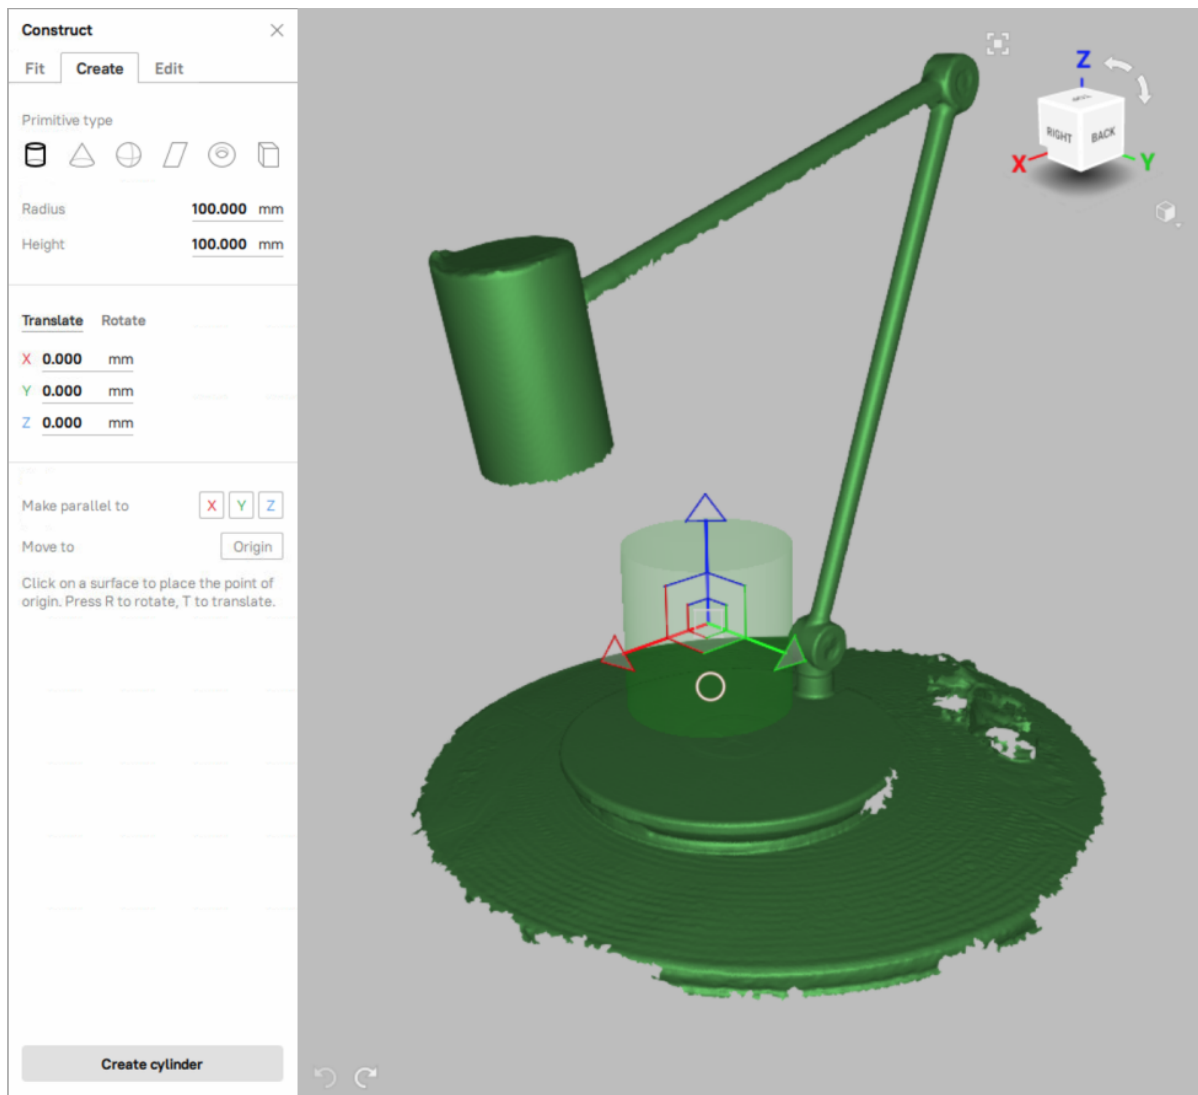 Construct
Fit Create Edit
Primitive type
Radius 100.000 mm
Height 100.000 mm
Translate Rotate
X 0.000 mm
Y 0.000 mm
Z 0.000 mm
Make parallel to X Y Z
Move to Origin
Click on a surface to place the point of
origin. Press R to rotate, T to translate.
Create cylinder
Z
TOP
RIGHT BACK
X Y